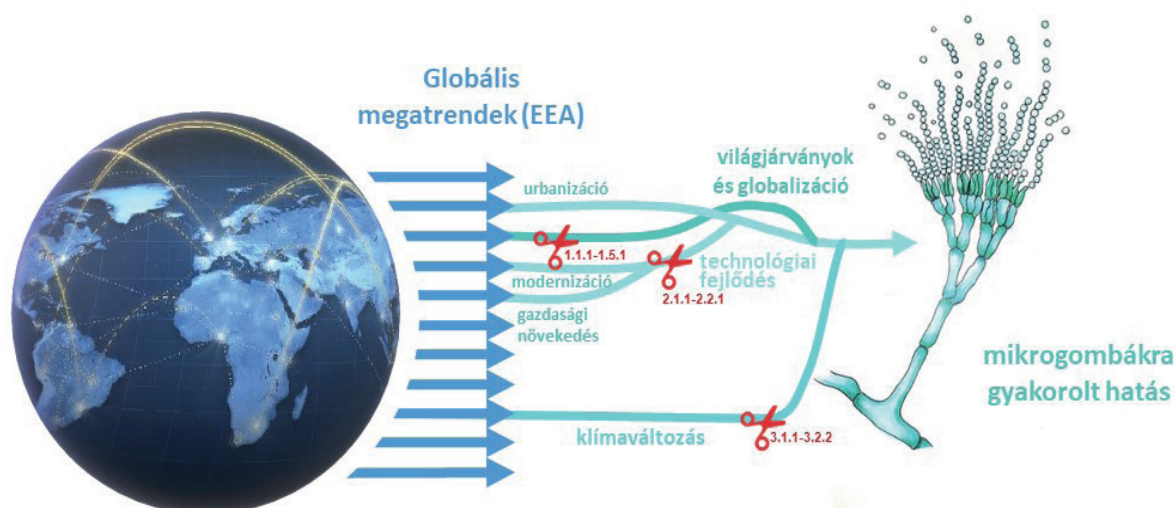 Globális
megatrendek (EEA)
urbanizáció
világjárványok
és globalizáció
1.1.1-1.5.1
modernizáció
technológiai
fejlődés
2.1.1-2.2.1
gazdasági
növekedés
mikrogombákra
gyakorolt hatás
klímaváltozás
3.1.1-3.2.2